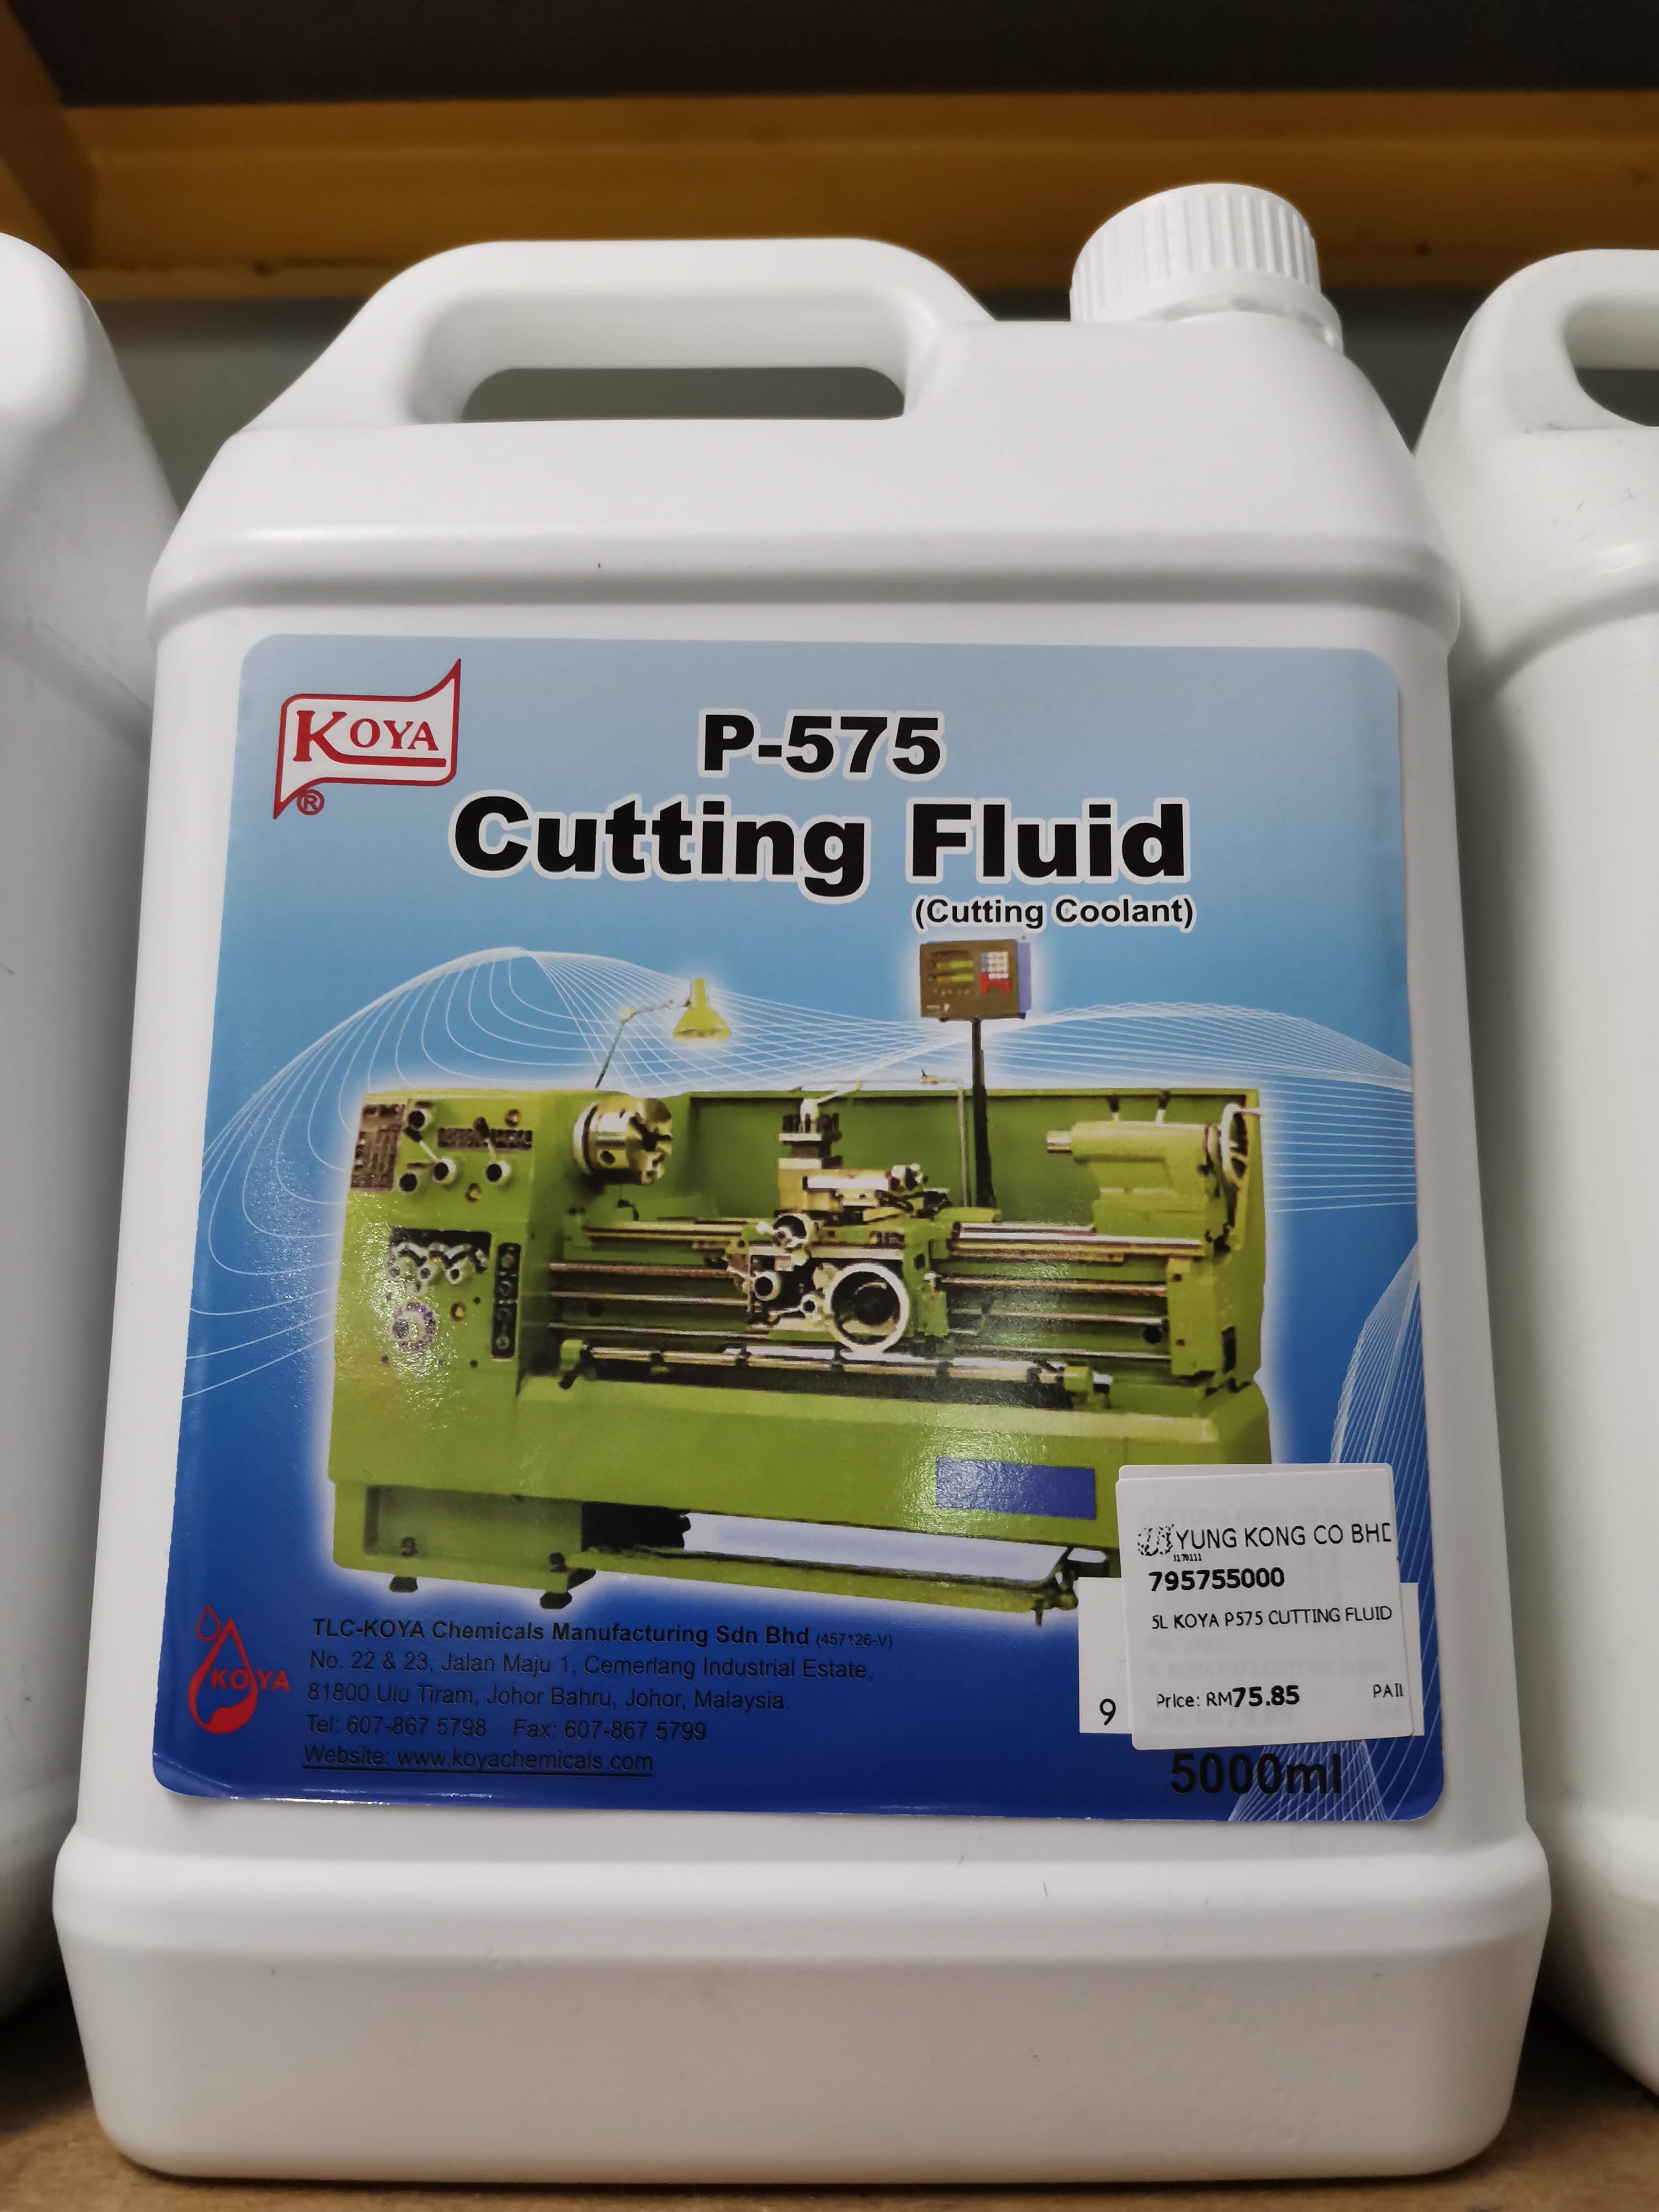 KOYA
®
P-575
Cutting Fluid
(Cutting Coolant)
YUNG KONG CO BHD
795755000
5L KOYA P575 CUTTING FLUID
Price: RM75.85
9
5000ml
KOYA
TLC-KOYA Chemicals Manufacturing Sdn Bhd (457126-V)
No. 22 & 23, Jalan Maju 1, Cemerlang Industrial Estate,
81800 Ulu Tiram, Johor Bahru, Johor, Malaysia.
Tel: 607-867 5798 Fax: 607-867 5799
Website: www.koyachemicals.com